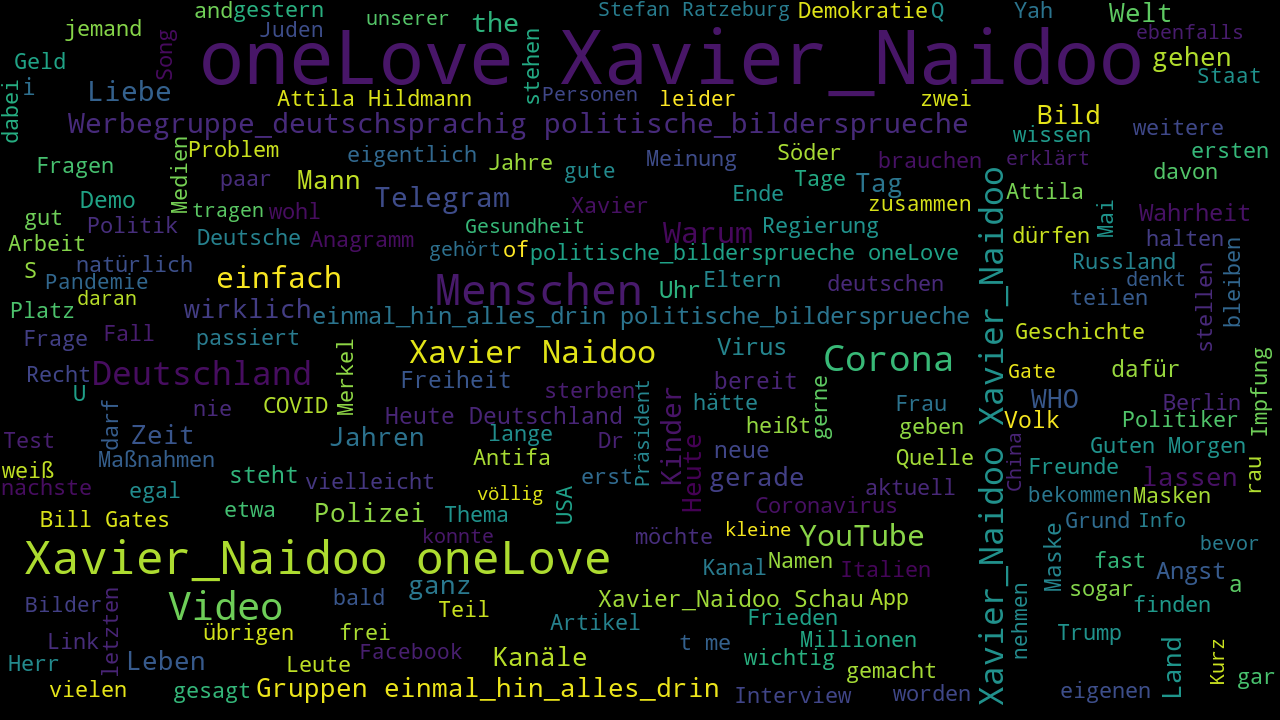 andgestern unserer Stefan Ratzeburg DemokratieQ Yah Welt
jemand Song Juden the stehen ebenfalls
oneLove Xavier_Naidoo gehen
Geld Staat
dabei i Liebe Attila Hildmann Personen leider zwei Bild
Werbegruppe_deutschsprachig politische_bildersprueche wissen weitere
Fragen Medien Problem eigentlich Jahre gute Meinung Söder brauchen erklärt ersten
Demo paar Mann Telegram Ende Tage Tag Attila davon
gut tragen wohl Xavier zusammen Mai Wahrheit
Politik Deutsche Anagramm Gesundheit Warum Regierung dürfen halten
Arbeit gehört of politische_bildersprueche oneLove
S natürlich Russland
Pandemie einfach Menschen Uhr Eltern deutschen denkt
daran teilen stellen bleiben
Platz wirklich einmal_hin_alles_drin politische_bildersprueche
Frage Fall passiert Geschichte
Xavier Naidoo Virus Corona Xavier_Naidoo Xavier_Naidoo
Recht Deutschland Merkel Freiheit sterben bereit Gate dafür Impfung
U nie COVID hätte gerne Frau WHO Berlin
darf Heute Deutschland Präsident Kinder heißt geben Volk Politiker
Test Zeit Jahren lange Dr neue Guten Morgen
weiß Maßnahmen Antifa Heute Quelle China
steht vielleicht erst gerade Freunde lassen rau
nächste egal völlig USA aktuell bekommen Masken
Bill Gates etwa Polizei Thema Coronavirus Grund Info
konnte möchte kleine YouTube bevor
Xavier_Naidoo oneLove Kanal Namen Italien Maske fast Angst
ganz sogar a
Bilder letzten Video bald Teil Xavier_Naidoo Schau App finden
übrigen frei Artikel Frieden nehmen Trump
Link Facebook t me Millionen
Herr Leben Leute Kanäle wichtig gemacht Land Kurz gar
vielen gesagt Gruppen einmal_hin_alles_drin Interview worden eigenen